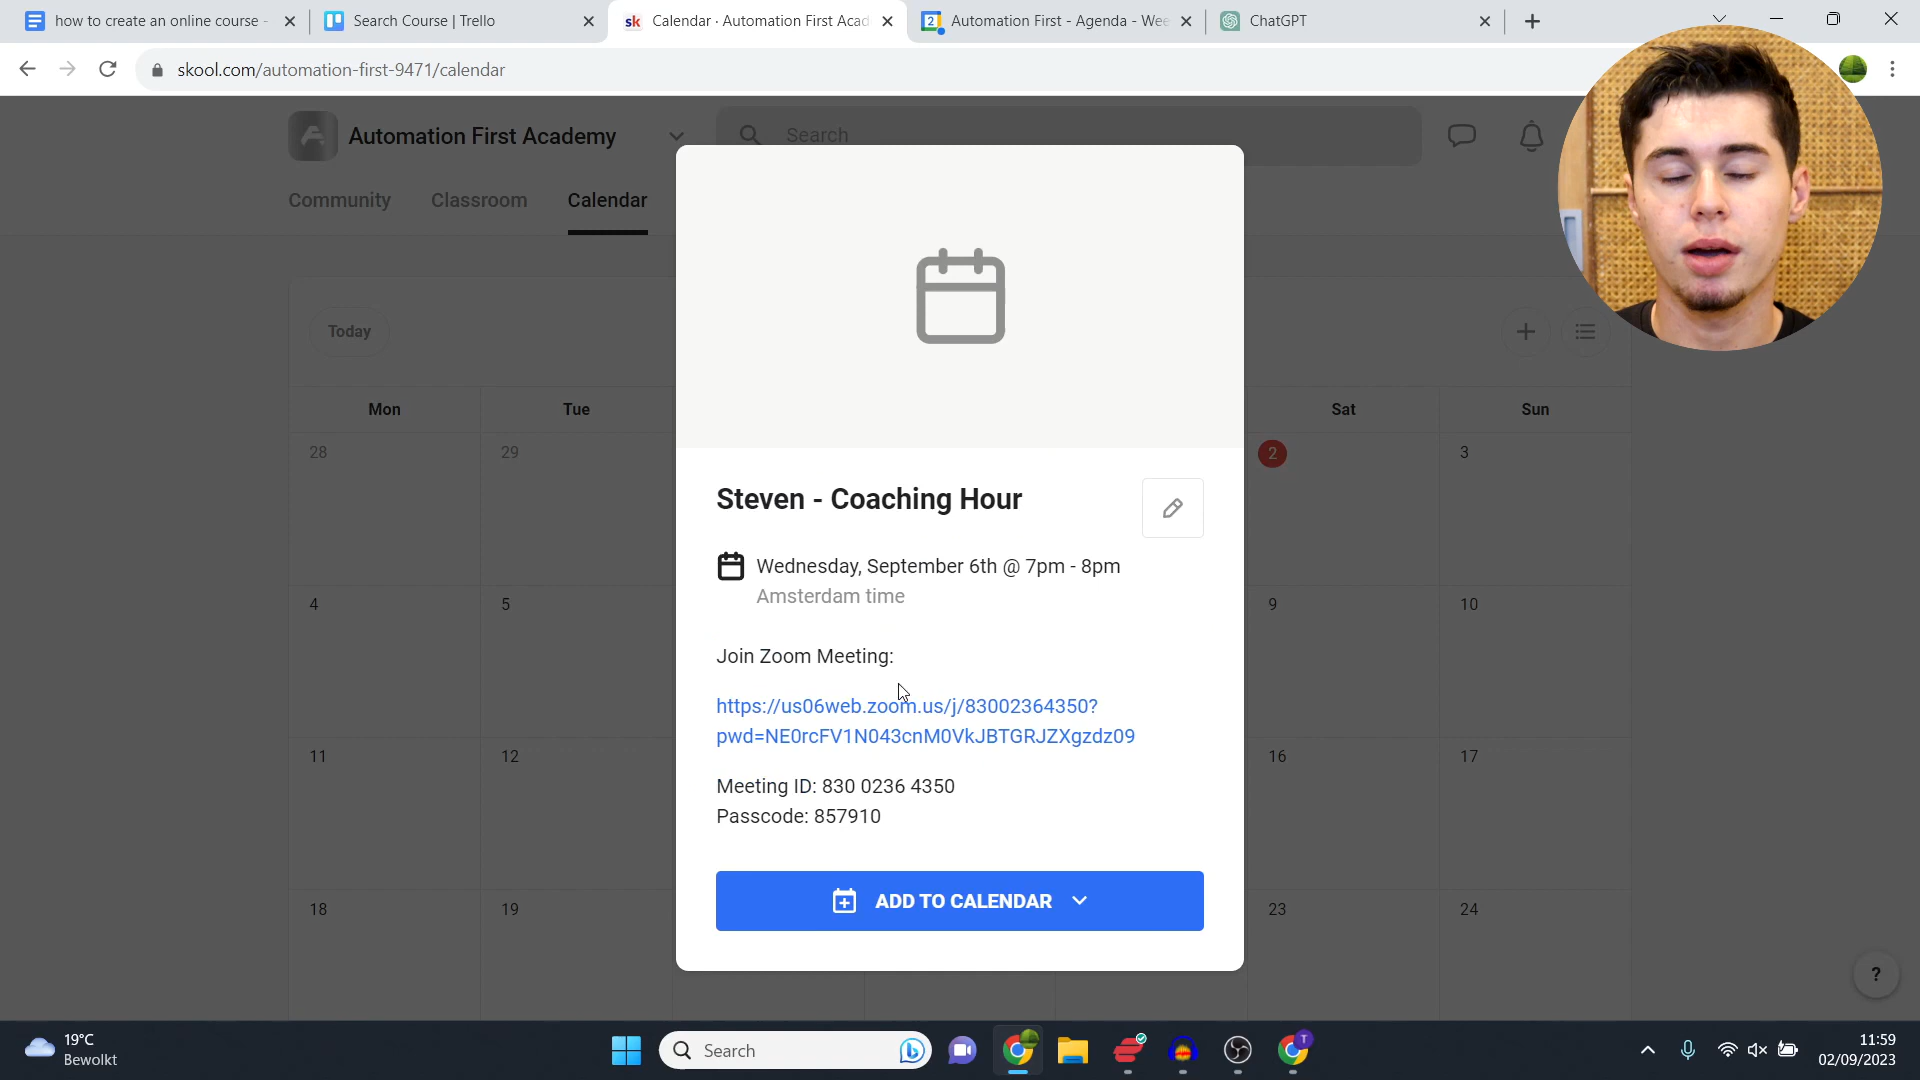 how to create an online course -
Search Course | Trello
sk
Calendar · Automation First Acad
2
Automation First - Agenda - Wee
ChatGPT
skool.com/automation-first-9471/calendar
Automation First Academy
Search
Community
Classroom
Calendar
Today
Mon
Tue
Sat
Sun
28
29
2
3
4
5
9
10
11
12
16
17
18
19
23
24
Steven - Coaching Hour
Wednesday, September 6th @ 7pm - 8pm
Amsterdam time
Join Zoom Meeting:
https://us06web.zoom.us/j/83002364350?
pwd=NE0rcFV1N043cnM0VkJBTGRJZXgzdz09
Meeting ID: 830 0236 4350
Passcode: 857910
ADD TO CALENDAR
?
19°C
Bewolkt
Search
T
11:59
02/09/2023